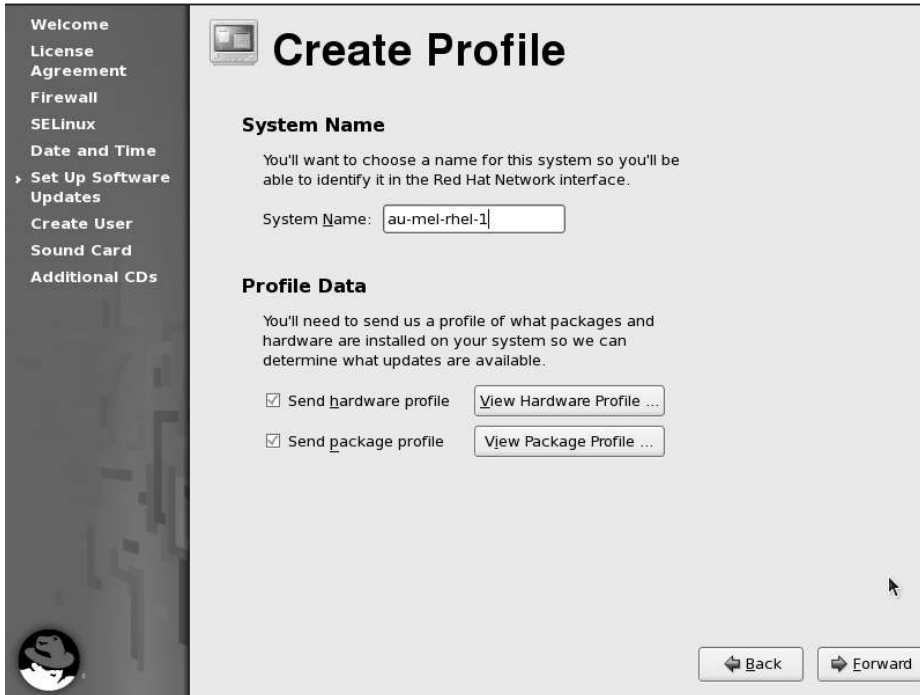 Welcome
License
Agreement
Firewall
SELinux
Date and Time
Set Up Software
Updates
Create User
Sound Card
Additional CDs
Create Profile
System Name
You'll want to choose a name for this system so you'll be
able to identify it in the Red Hat Network interface.
System Name: au-mel-rhel-1
Profile Data
You'll need to send us a profile of what packages and
hardware are installed on your system so we can
determine what updates are available.
Send hardware profile View Hardware Profile ...
Send package profile View Package Profile ...
Back Forward